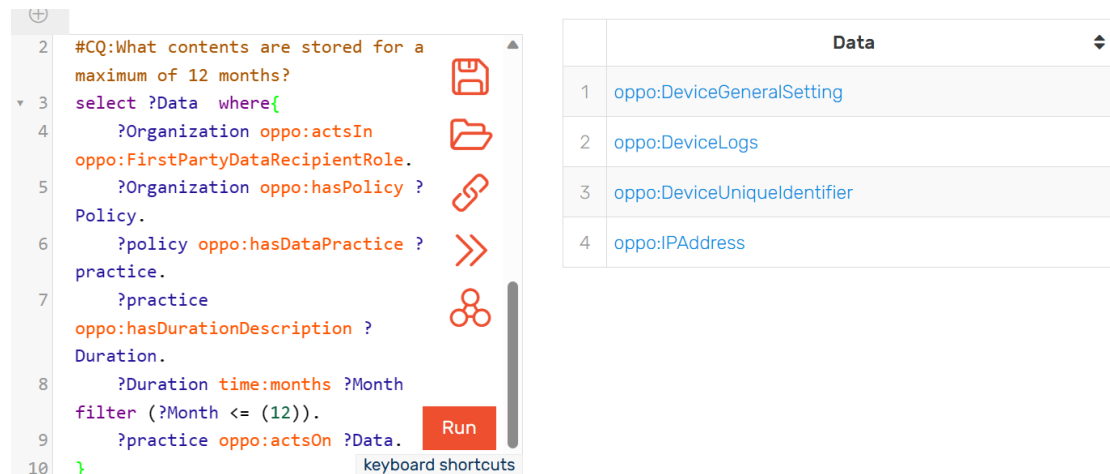 2 #CQ:What contents are stored for a
maximum of 12 months?
3 select ?Data  where{
4 ?Organization oppo:actsIn
oppo:FirstPartyDataRecipientRole.
5 ?Organization oppo:hasPolicy ?
Policy.
6 ?policy oppo:hasDataPractice ?
practice.
7 ?practice
oppo:hasDurationDescription ?
Duration.
8 ?Duration time:months ?Month
filter (?Month <= (12)).
9 ?practice oppo:actsOn ?Data.
10 }
Run
keyboard shortcuts
Data
1 oppo:DeviceGeneralSetting
2 oppo:DeviceLogs
3 oppo:DeviceUniqueIdentifier
4 oppo:IPAddress